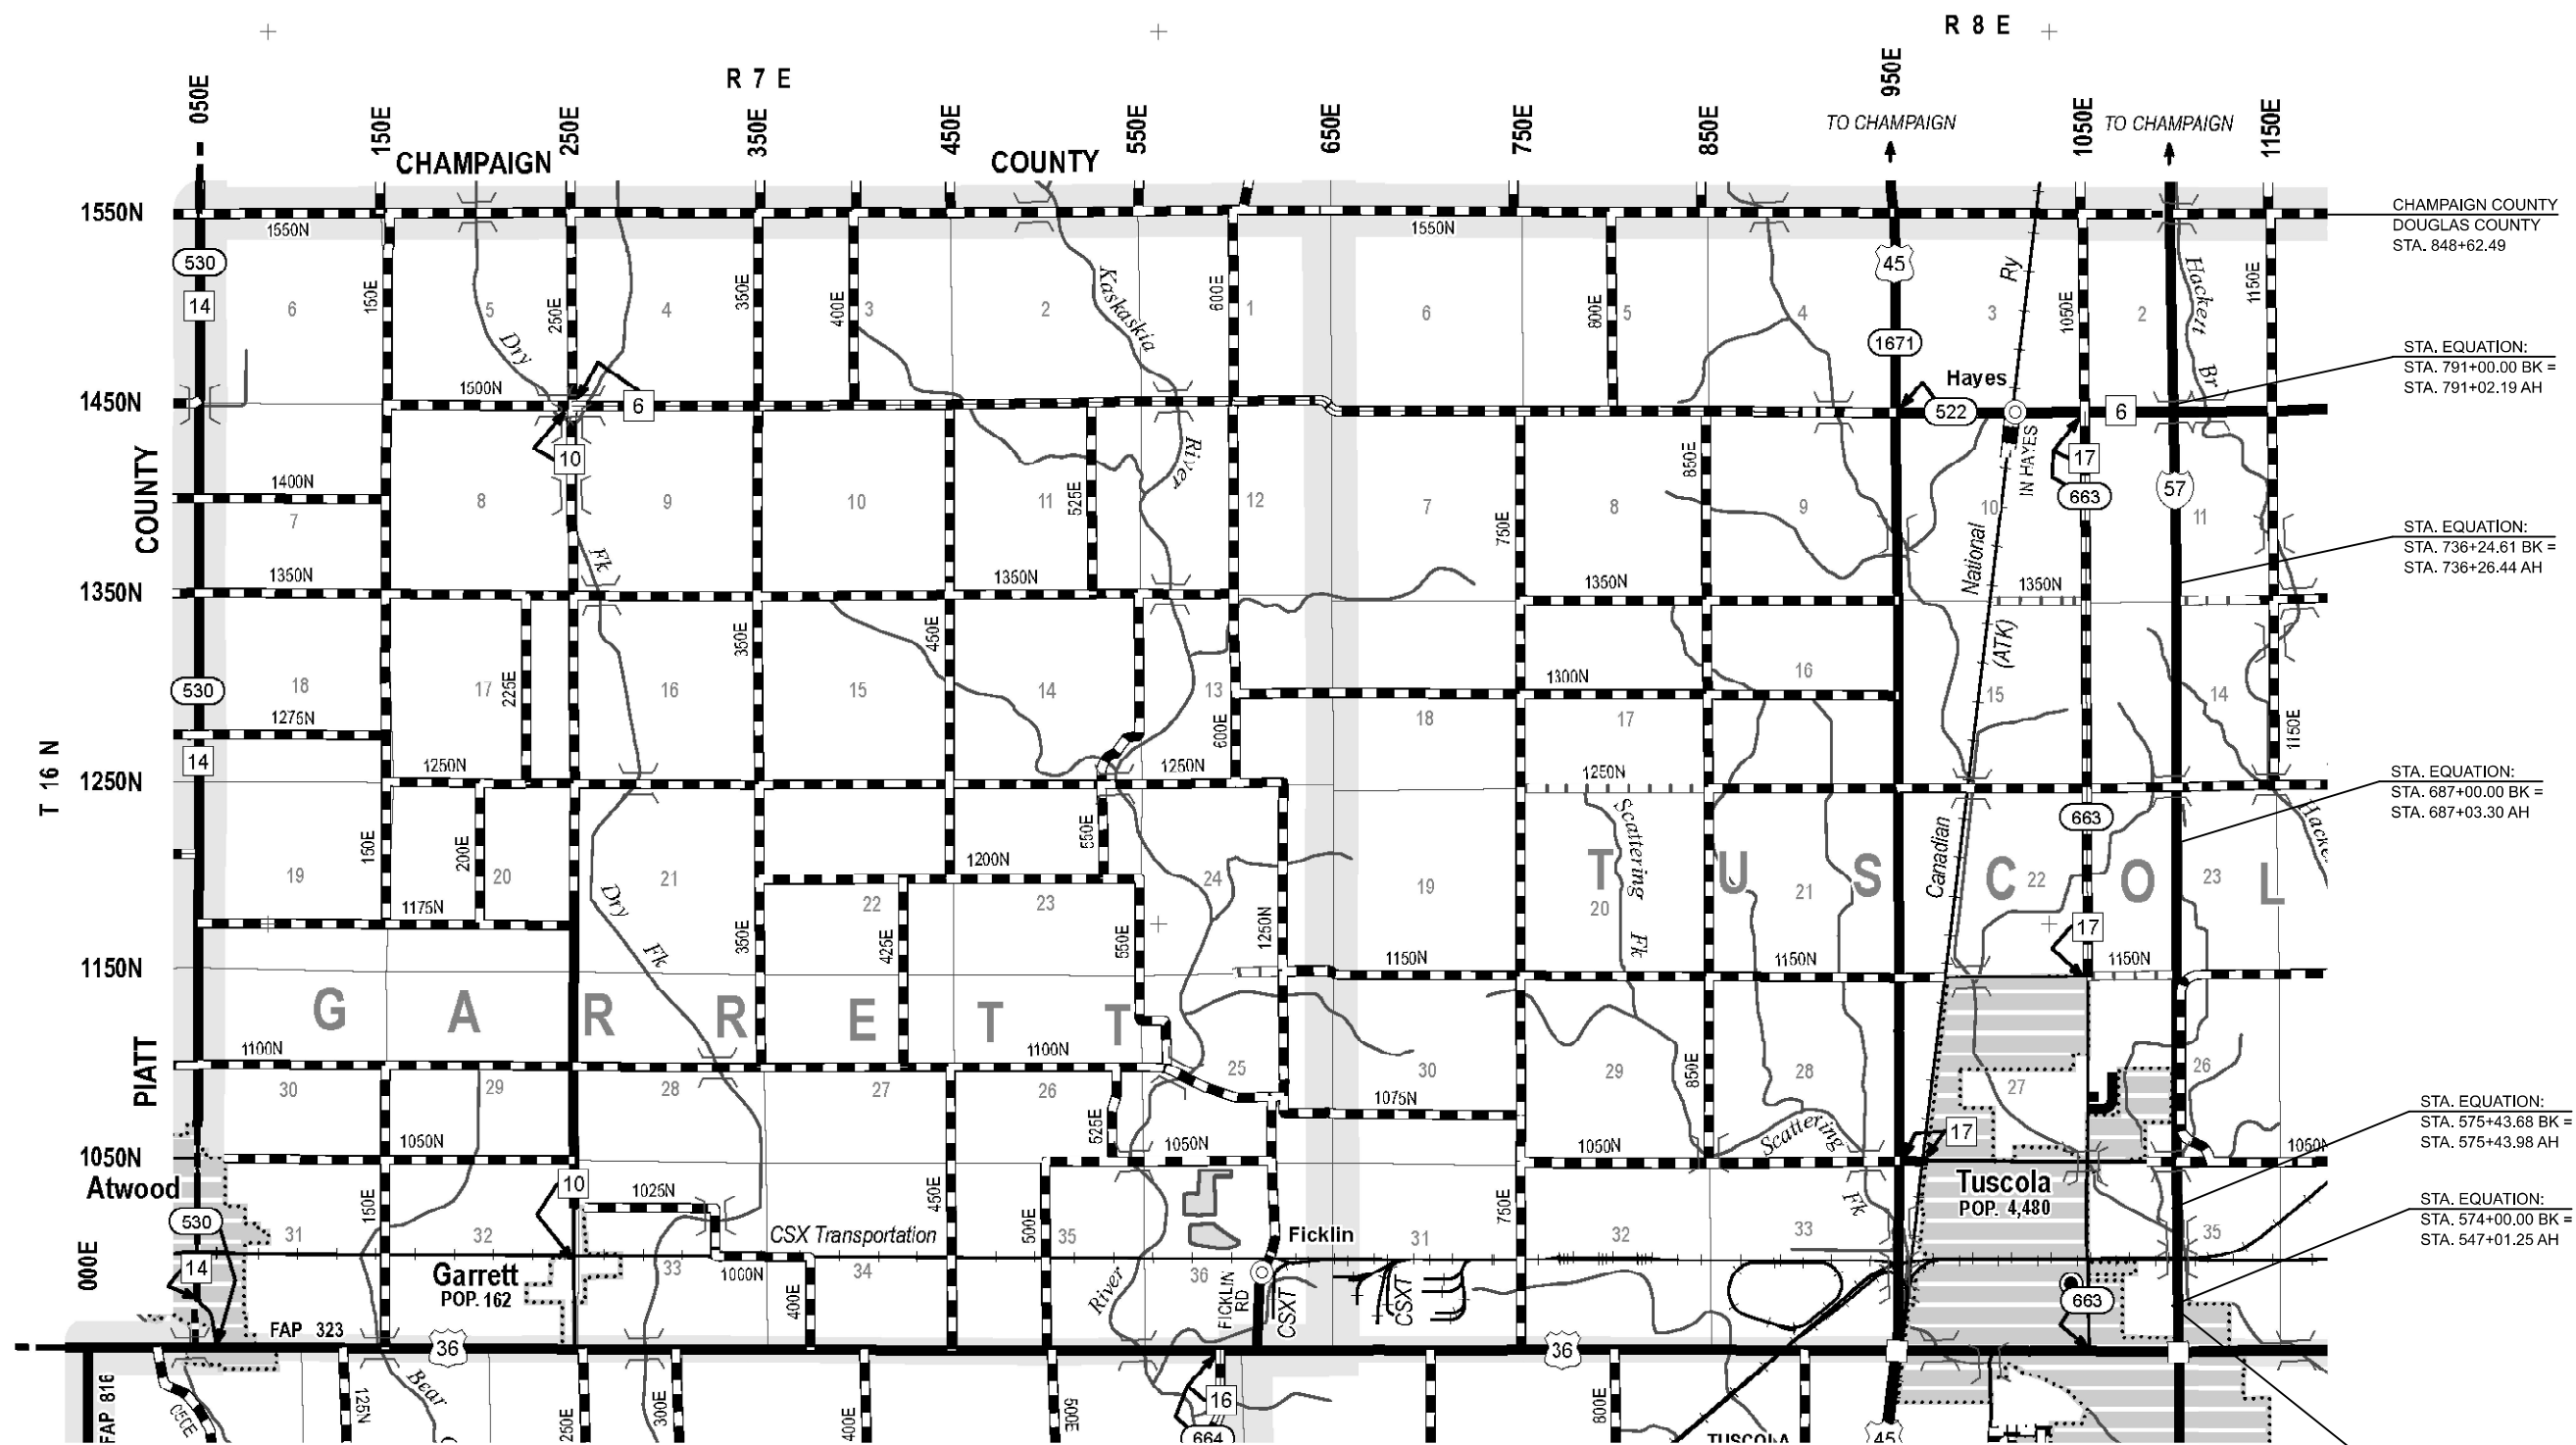 R 8 E
R 7 E
050E
150E
250E
350E
450E
550E
650E
750E
850E
950E
1050E
1150E
TO CHAMPAIGN
TO CHAMPAIGN
CHAMPAIGN COUNTY
1550N
1550N
1550N
CHAMPAIGN COUNTY
DOUGLAS COUNTY
STA. 848+62.49
530
14
6
5
4
3
2
1
6
5
4
3
2
150E
250E
350E
400E
600E
800E
1050E
1150E
45
Ry
Kaskaskia
Hackett
Br
Dry
1671
Hayes
STA. EQUATION:
STA. 791+00.00 BK =
STA. 791+02.19 AH
1450N
1500N
6
522
6
10
River
IN HAYES
17
663
57
COUNTY
1400N
7
8
9
10
11
12
7
8
9
10
11
525E
750E
850E
STA. EQUATION:
STA. 736+24.61 BK =
STA. 736+26.44 AH
Fk
National
1350N
1350N
1350N
1350N
1350N
(ATK)
530
18
17
16
15
14
13
18
17
16
15
14
225E
350E
450E
600E
1150E
1300N
1275N
14
T 16 N
1250N
1250N
1250N
1250N
STA. EQUATION:
STA. 687+00.00 BK =
STA. 687+03.30 AH
663
Scattering
Fk
Canadian
150E
200E
550E
1200N
19
20
21
22
23
24
19
20
21
22
23
T U S C O L
1175N
350E
425E
550E
1250N
17
1150N
1150N
1150N
1150N
Dry
Fk
G A R R E T T
PIATT
1100N
1100N
30
29
28
27
26
25
30
29
28
27
26
850E
1075N
525E
STA. EQUATION:
STA. 575+43.68 BK =
STA. 575+43.98 AH
17
1050N
1050N
1050N
1050N
Scattering
Fk
Atwood
10
1025N
150E
450E
500E
750E
Tuscola
POP. 4,480
530
31
32
33
34
35
36
31
32
33
35
CSX Transportation
Ficklin
STA. EQUATION:
STA. 574+00.00 BK =
STA. 547+01.25 AH
000E
14
Garrett
POP. 162
1000N
400E
River
FICKLIN
RD
CSXT
CSXT
663
FAP 323
36
36
FAP 816
050E
125N
Bear
250E
300E
400E
500E
16
664
800E
TUSCOLA
45